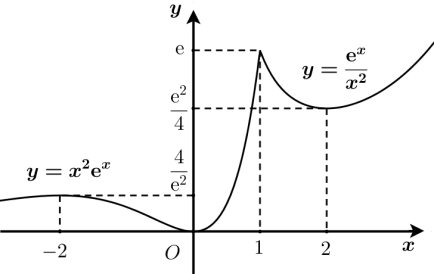 y
e
y = e^x/x^2
e^2/4
4/e^2
y = x^2e^x
-2
O
1
2
x